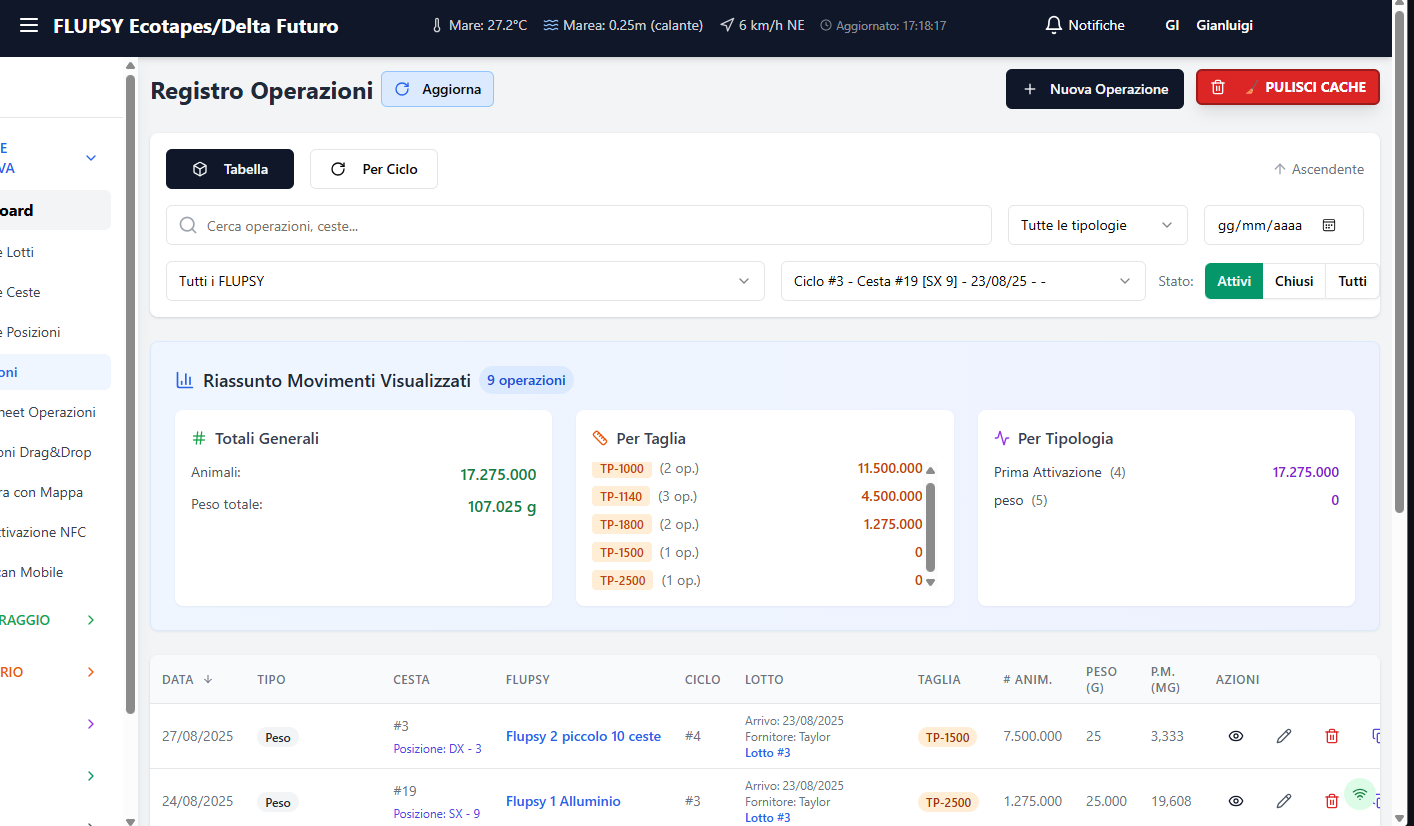 FLUPSY Ecotapes/Delta Futuro
Mare: 27.2°C
Marea: 0.25m (calante)
6 km/h NE
Aggiornato: 17:18:17
Notifiche
GI
Gianluigi
E
VA
oard
e Lotti
e Ceste
e Posizioni
oni
heet Operazioni
oni Drag&Drop
ra con Mappa
ttivazione NFC
can Mobile
RAGGIO
RIO
Registro Operazioni
Aggiorna
Nuova Operazione
PULISCI CACHE
Tabella
Per Ciclo
Ascendente
Cerca operazioni, ceste...
Tutte le tipologie
gg/mm/aaaa
Tutti i FLUPSY
Ciclo #3 - Cesta #19 [SX 9] - 23/08/25 - -
Stato:
Attivi
Chiusi
Tutti
Riassunto Movimenti Visualizzati
9 operazioni
Totali Generali
Animali: 17.275.000
Peso totale: 107.025 g
Per Taglia
TP-1000 (2 op.) 11.500.000
TP-1140 (3 op.) 4.500.000
TP-1800 (2 op.) 1.275.000
TP-1500 (1 op.) 0
TP-2500 (1 op.) 0
Per Tipologia
Prima Attivazione (4) 17.275.000
peso (5) 0
DATA TIPO CESTA FLUPSY CICLO LOTTO TAGLIA # ANIM. PESO (G) P.M. (MG) AZIONI
27/08/2025
Peso
#3
Posizione: DX - 3
Flupsy 2 piccolo 10 ceste
#4
Arrivo: 23/08/2025
Fornitore: Taylor
Lotto #3
TP-1500
7.500.000
25
3,333
24/08/2025
Peso
#19
Posizione: SX - 9
Flupsy 1 Alluminio
#3
Arrivo: 23/08/2025
Fornitore: Taylor
Lotto #3
TP-2500
1.275.000
25.000
19,608